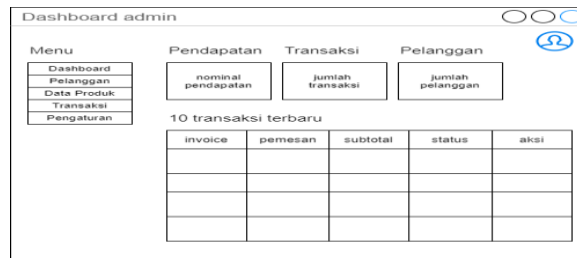 Dashboard admin
Menu
Dashboard
Pelanggan
Data Produk
Transaksi
Pengaturan
Pendapatan Transaksi Pelanggan
nominal
pendapatan
jumlah
transaksi
jumlah
pelanggan
10 transaksi terbaru
invoice pemesan subtotal status aksi